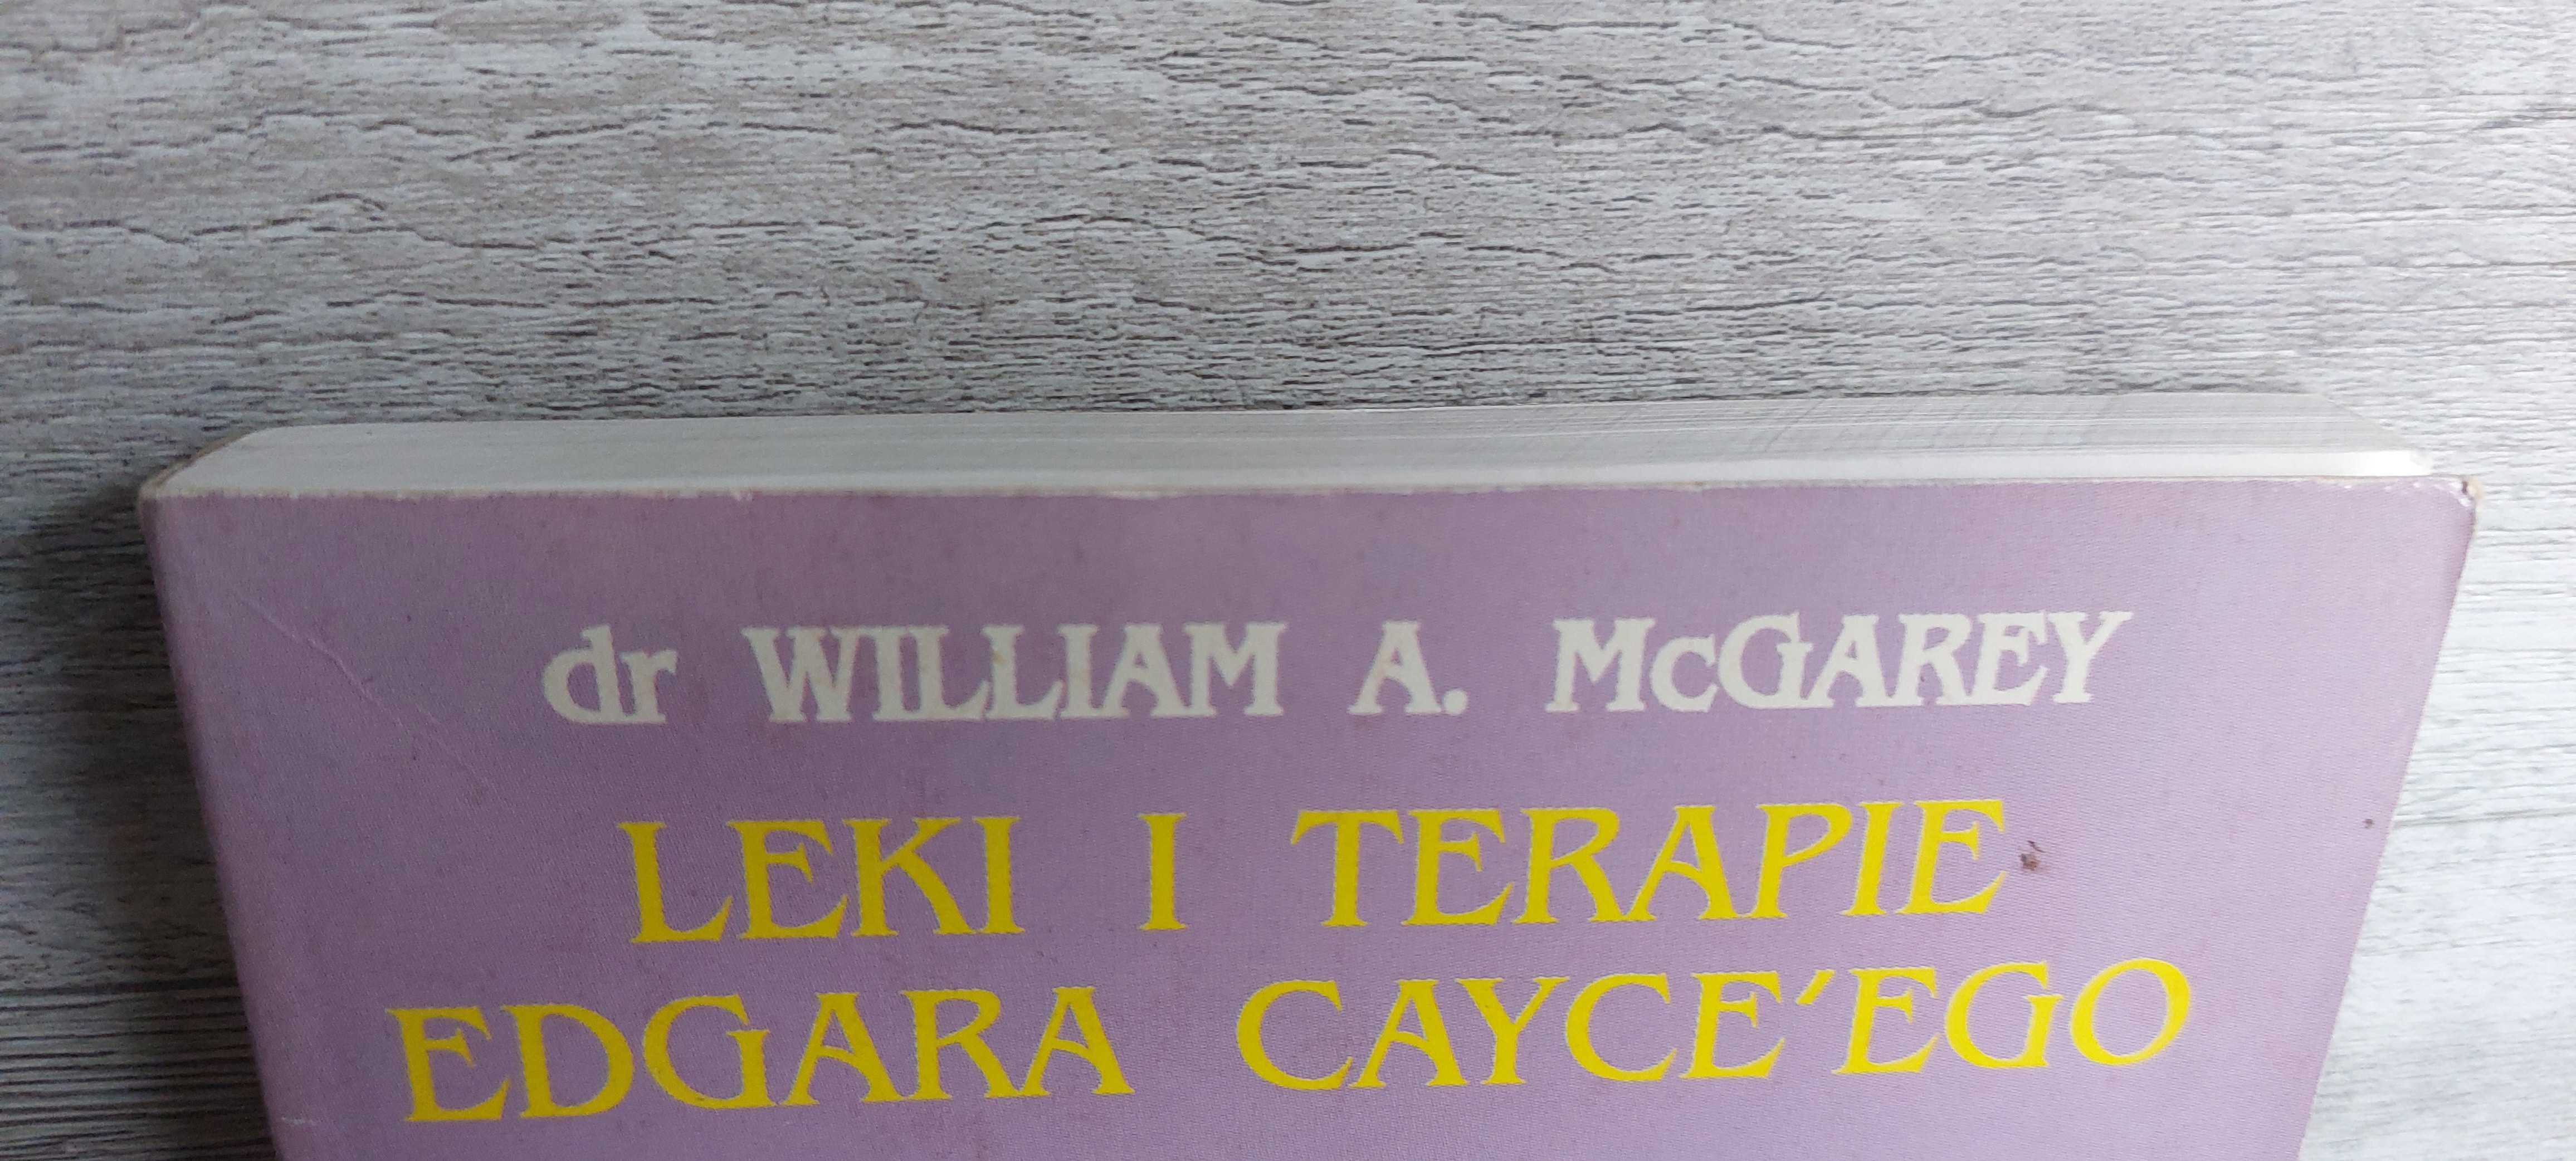 dr WILLIAM A. McGAREY
LEKI I TERAPIE
EDGARA CAYCE'EGO